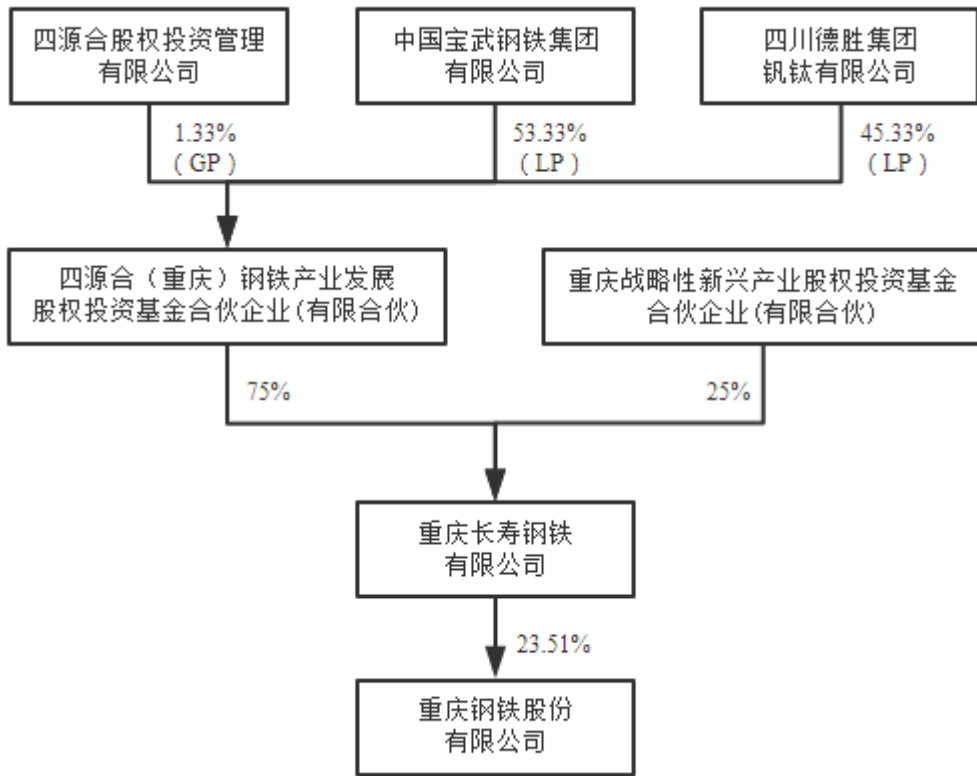 四源合股权投资管理
有限公司
中国宝武钢铁集团
有限公司
四川德胜集团
钒钛有限公司
1.33%
( GP )
53.33%
( LP )
45.33%
( LP )
四源合（重庆）钢铁产业发展
股权投资基金合伙企业(有限合伙)
重庆战略性新兴产业股权投资基金
合伙企业(有限合伙)
75%
25%
重庆长寿钢铁
有限公司
23.51%
重庆钢铁股份
有限公司